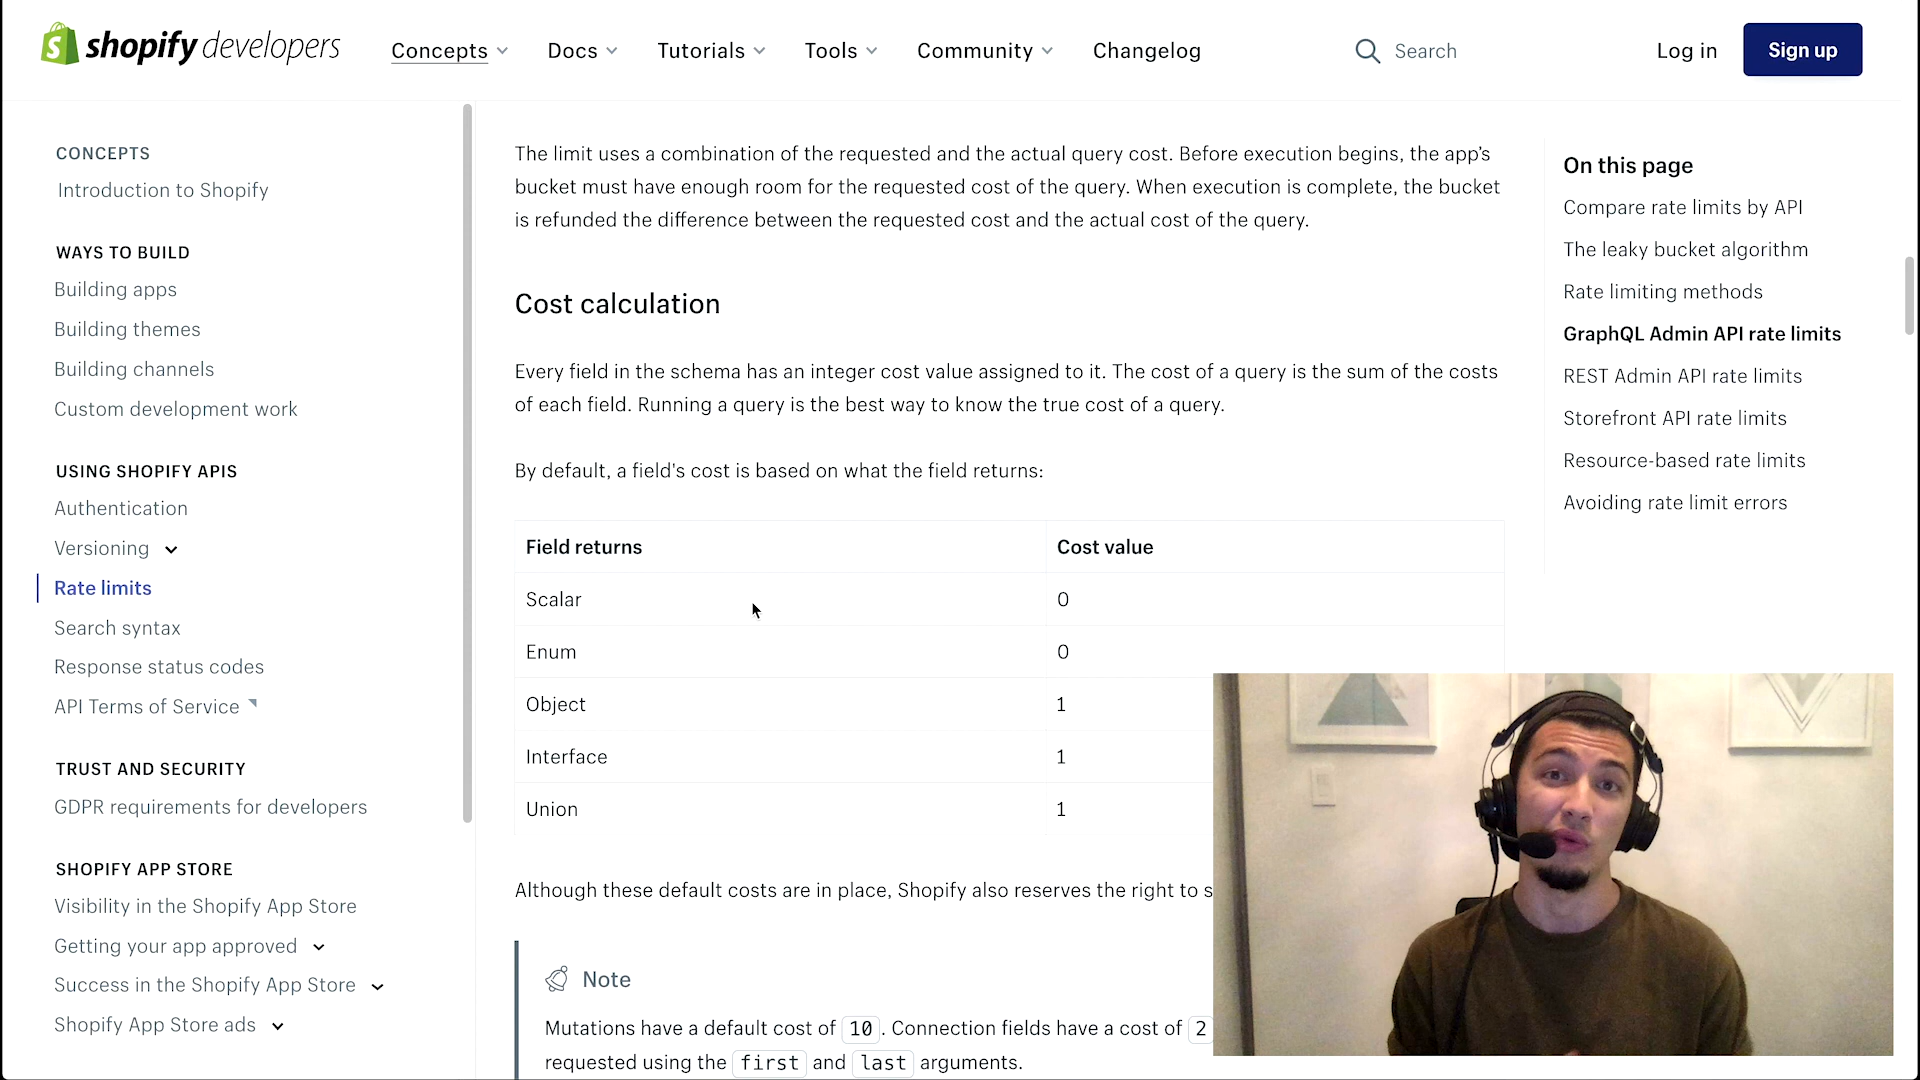 shopify developers
Concepts
Docs
Tutorials
Tools
Community
Changelog
Search
Log in
Sign up
CONCEPTS
Introduction to Shopify
WAYS TO BUILD
Building apps
Building themes
Building channels
Custom development work
USING SHOPIFY APIS
Authentication
Versioning
Rate limits
Search syntax
Response status codes
API Terms of Service
TRUST AND SECURITY
GDPR requirements for developers
SHOPIFY APP STORE
Visibility in the Shopify App Store
Getting your app approved
Success in the Shopify App Store
Shopify App Store ads
The limit uses a combination of the requested and the actual query cost. Before execution begins, the app's
bucket must have enough room for the requested cost of the query. When execution is complete, the bucket
is refunded the difference between the requested cost and the actual cost of the query.
Cost calculation
Every field in the schema has an integer cost value assigned to it. The cost of a query is the sum of the costs
of each field. Running a query is the best way to know the true cost of a query.
By default, a field's cost is based on what the field returns:
Field returns Cost value
Scalar 0
Enum 0
Object 1
Interface 1
Union 1
Although these default costs are in place, Shopify also reserves the right to s
Note
Mutations have a default cost of 10. Connection fields have a cost of 2
requested using the first and last arguments.
On this page
Compare rate limits by API
The leaky bucket algorithm
Rate limiting methods
GraphQL Admin API rate limits
REST Admin API rate limits
Storefront API rate limits
Resource-based rate limits
Avoiding rate limit errors